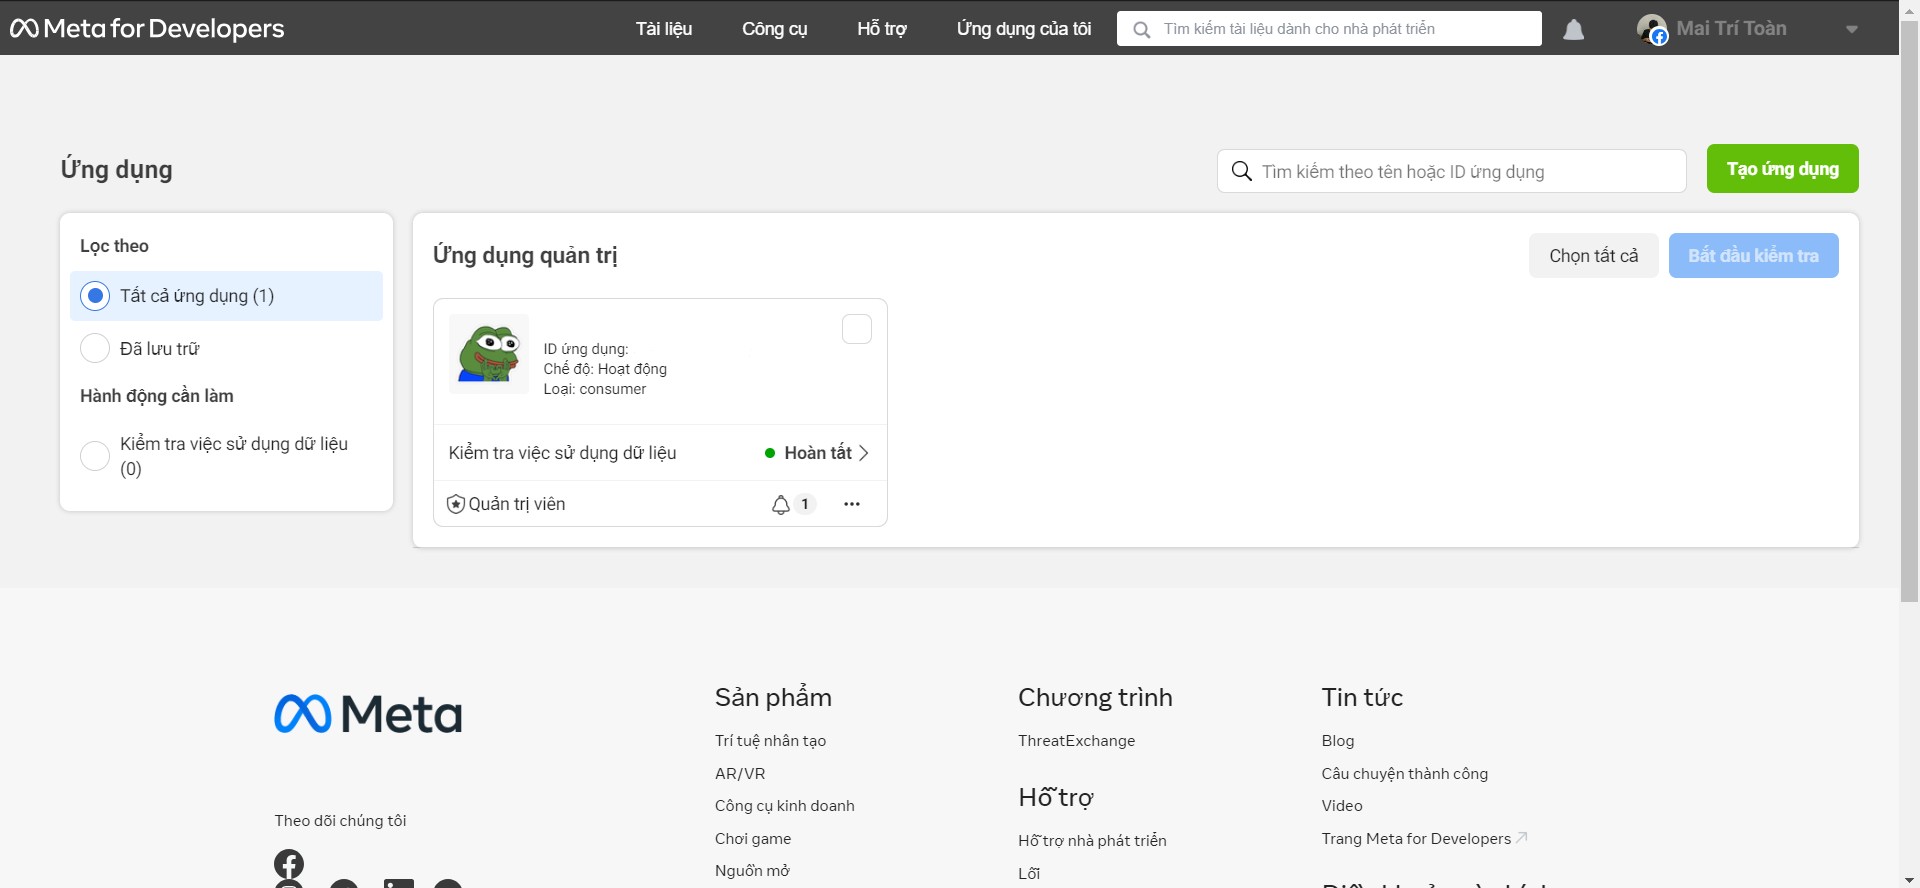 Meta for Developers
Tài liệu
Công cụ
Hỗ trợ
Ứng dụng của tôi
Tìm kiếm tài liệu dành cho nhà phát triển
Mai Trí Toàn
Ứng dụng
Tìm kiếm theo tên hoặc ID ứng dụng
Tạo ứng dụng
Lọc theo
Tất cả ứng dụng (1)
Đã lưu trữ
Hành động cần làm
Kiểm tra việc sử dụng dữ liệu
(0)
Ứng dụng quản trị
Chọn tất cả
Bắt đầu kiểm tra
ID ứng dụng:
Chế độ: Hoạt động
Loại: consumer
Kiểm tra việc sử dụng dữ liệu
Hoàn tất
Quản trị viên
1
Meta
Theo dõi chúng tôi
Sản phẩm
Trí tuệ nhân tạo
AR/VR
Công cụ kinh doanh
Chơi game
Nguồn mở
Chương trình
ThreatExchange
Hỗ trợ
Hỗ trợ nhà phát triển
Lỗi
Tin tức
Blog
Câu chuyện thành công
Video
Trang Meta for Developers